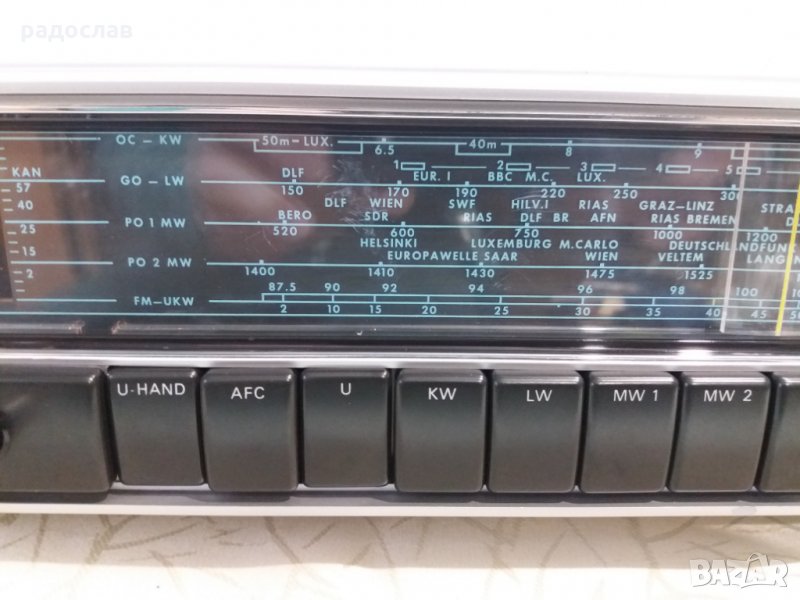 радослав
OC – KW 50m – LUX. 6.5 40m 8 9
1 2 3 4 5
KAN GO – LW DLF EUR. I BBC M.C. LUX.
57 150 170 190 220 250 300
40 DLF WIEN SWF HILV.I RIAS GRAZ–LINZ STRA
PO 1 MW BERO SDR RIAS DLF BR AFN RIAS BREMEN D
25 520 600 750 1000 1200
15 HELSINKI LUXEMBURG M.CARLO DEUTSCHLANDFUNK
PO 2 MW EUROPAWELLE SAAR WIEN VELTEM LANGEN
2 1400 1410 1430 1475 1525
87.5 90 92 94 96 98 100
FM–UKW 2 10 15 20 25 30 35 40 45 50
U-HAND AFC U KW LW MW 1 MW 2
BAZAR